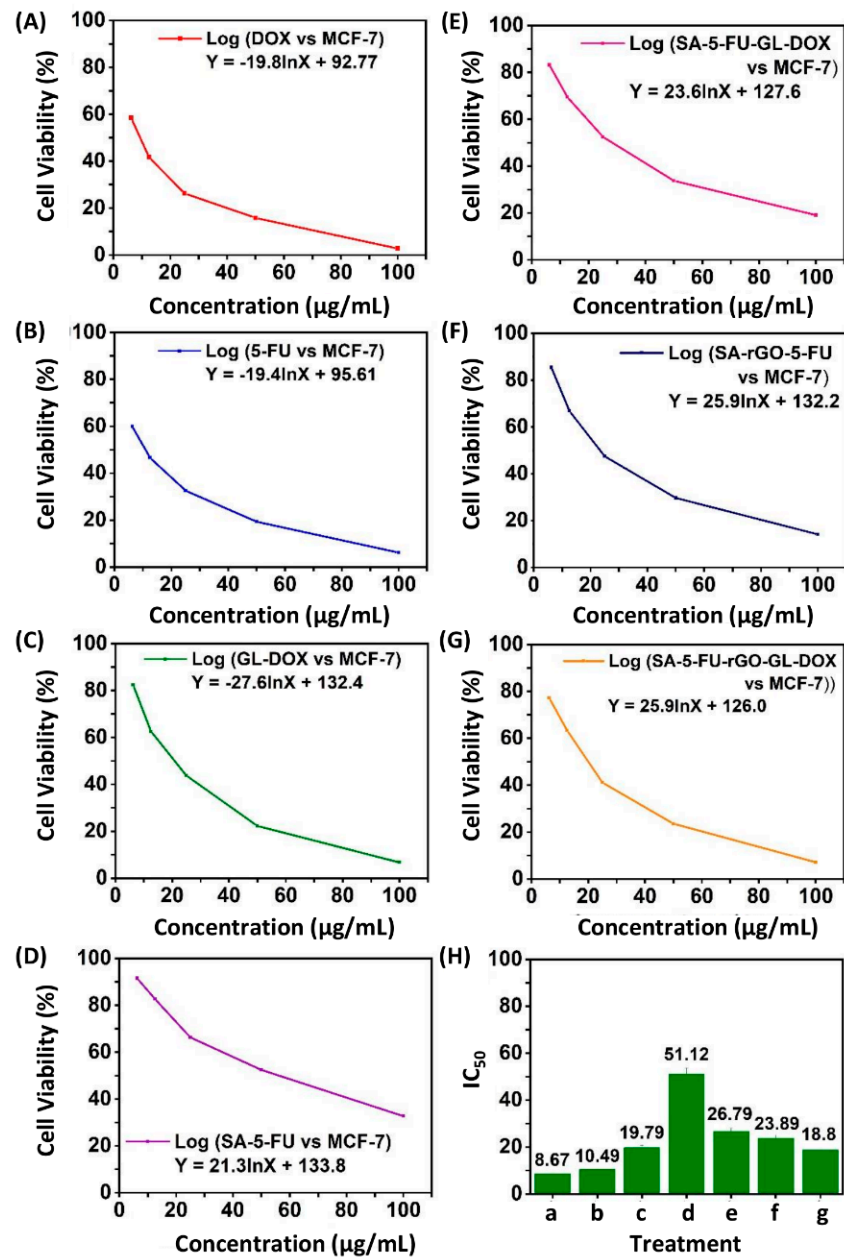 (A)
Log (DOX vs MCF-7)
Y = -19.8lnX + 92.77
Cell Viability (%)
100
80
60
40
20
0
0 20 40 60 80 100
Concentration (µg/mL)
(B)
Log (5-FU vs MCF-7)
Y = -19.4lnX + 95.61
Cell Viability (%)
100
80
60
40
20
0
0 20 40 60 80 100
Concentration (µg/mL)
(C)
Log (GL-DOX vs MCF-7)
Y = -27.6lnX + 132.4
Cell Viability (%)
100
80
60
40
20
0
0 20 40 60 80 100
Concentration (µg/mL)
(D)
Cell Viability (%)
100
80
60
40
20
0
Log (SA-5-FU vs MCF-7)
Y = 21.3lnX + 133.8
0 20 40 60 80 100
Concentration (µg/mL)
(E)
Log (SA-5-FU-GL-DOX
vs MCF-7)
Y = 23.6lnX + 127.6
Cell Viability (%)
100
80
60
40
20
0
0 20 40 60 80 100
Concentration (µg/mL)
(F)
Log (SA-rGO-5-FU
vs MCF-7)
Y = 25.9lnX + 132.2
Cell Viability (%)
100
80
60
40
20
0
0 20 40 60 80 100
Concentration (µg/mL)
(G)
Log (SA-5-FU-rGO-GL-DOX
vs MCF-7))
Y = 25.9lnX + 126.0
Cell Viability (%)
100
80
60
40
20
0
0 20 40 60 80 100
Concentration (µg/mL)
(H)
IC50
100
80
60
40
20
0
8.67 10.49 19.79 51.12 26.79 23.89 18.8
a b c d e f g
Treatment